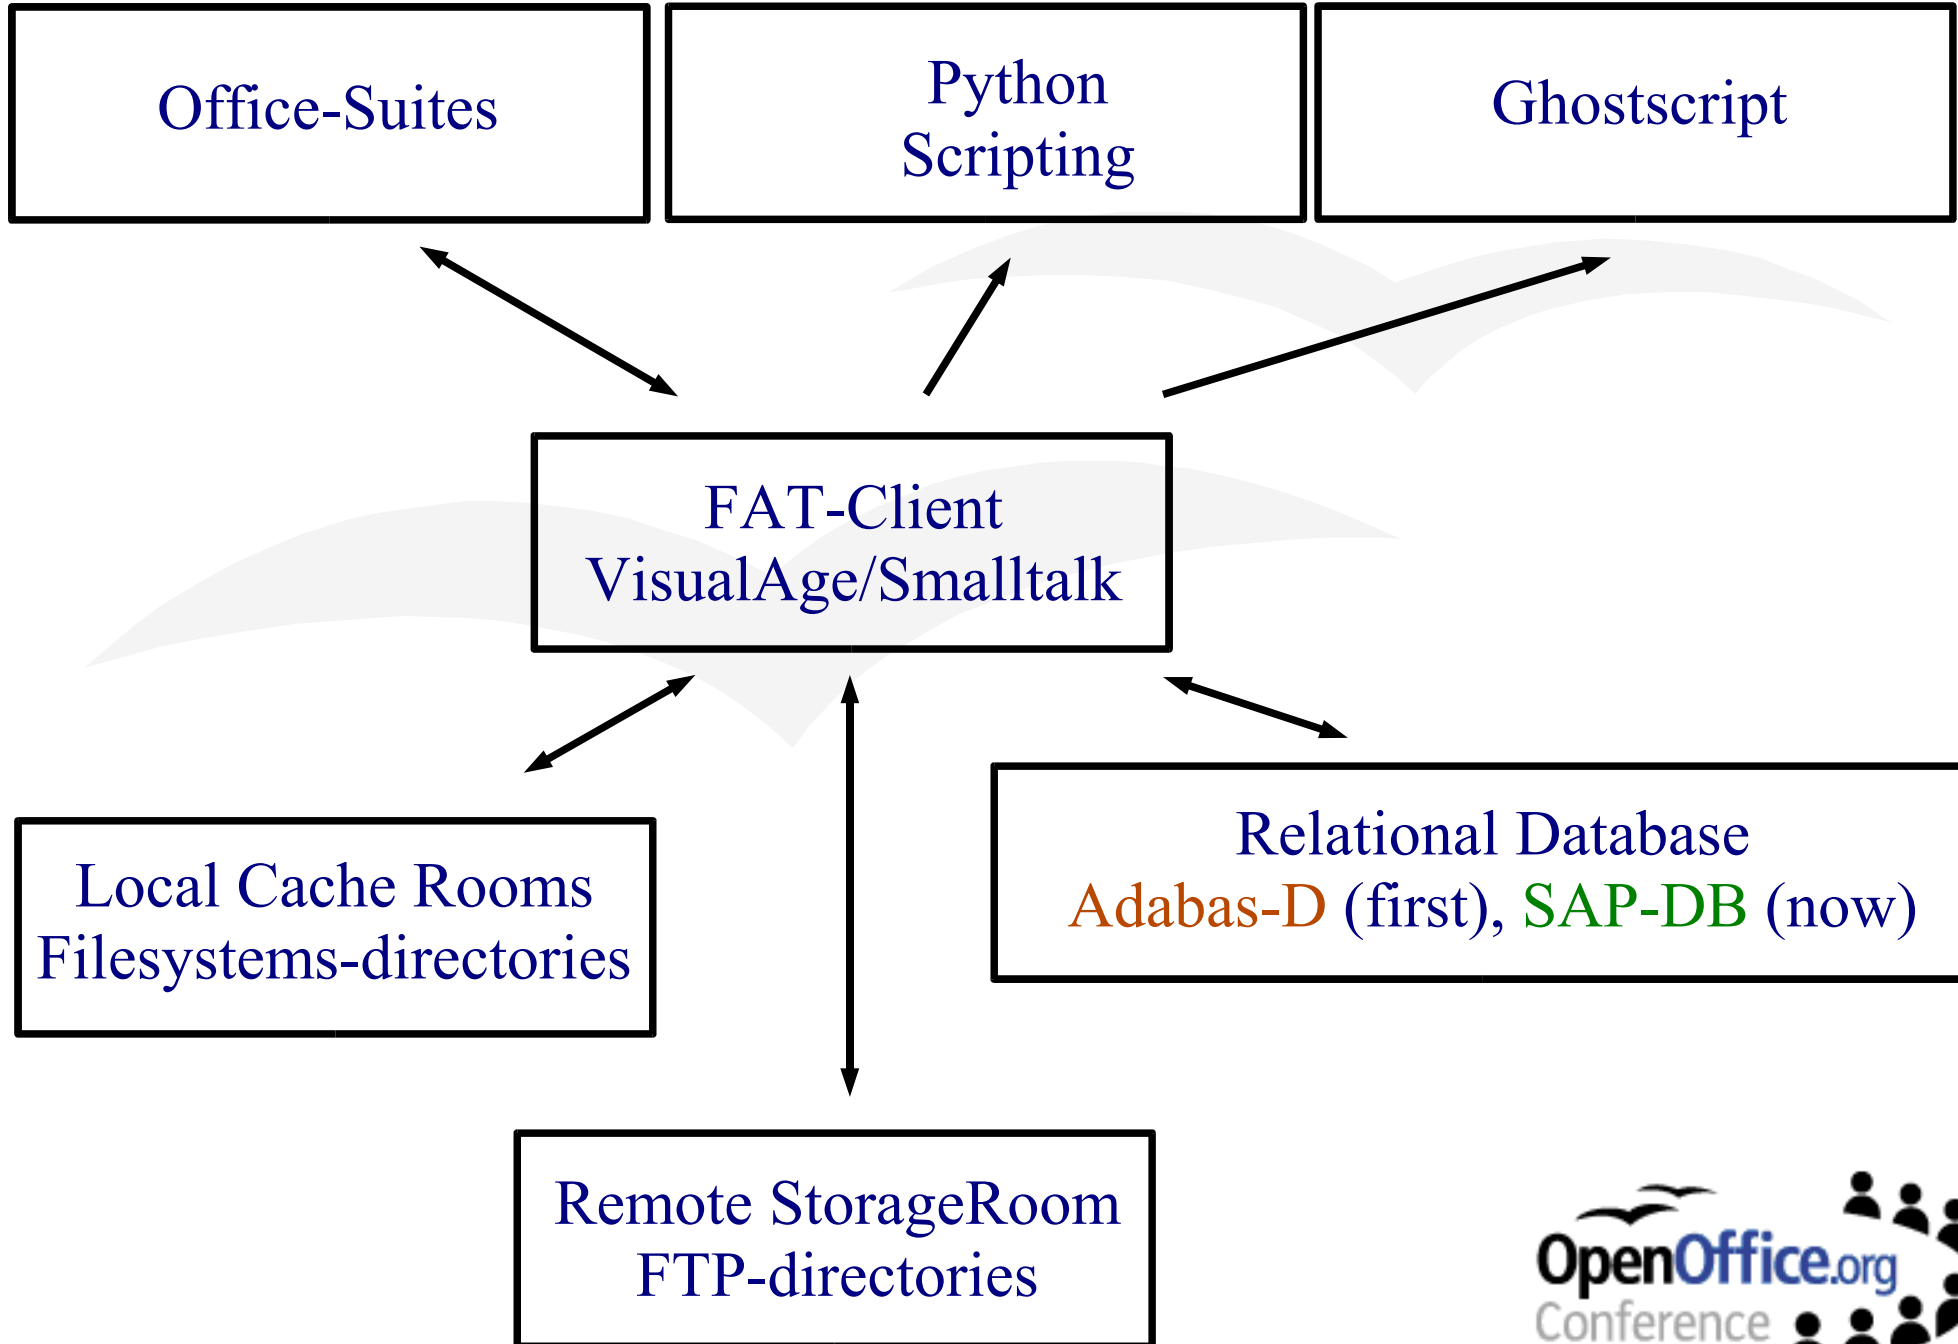 Office-Suites
Python
Scripting
Ghostscript
FAT-Client
VisualAge/Smalltalk
Local Cache Rooms
Filesystems-directories
Relational Database
Adabas-D (first), SAP-DB (now)
Remote StorageRoom
FTP-directories
OpenOffice.org
Conference